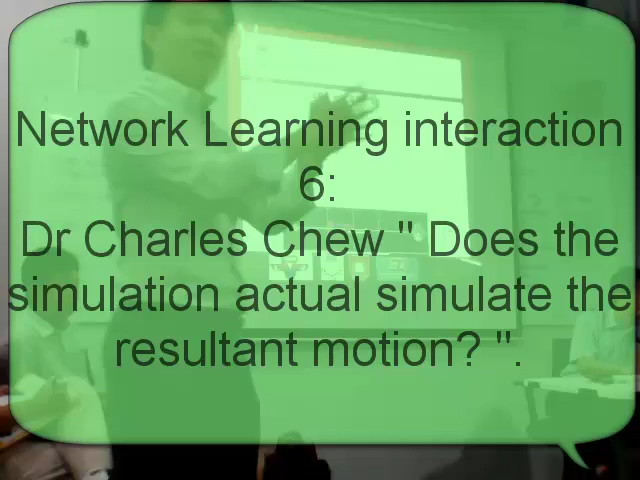 Network Learning interaction
6:
Dr Charles Chew " Does the
simulation actual simulate the
resultant motion? ".